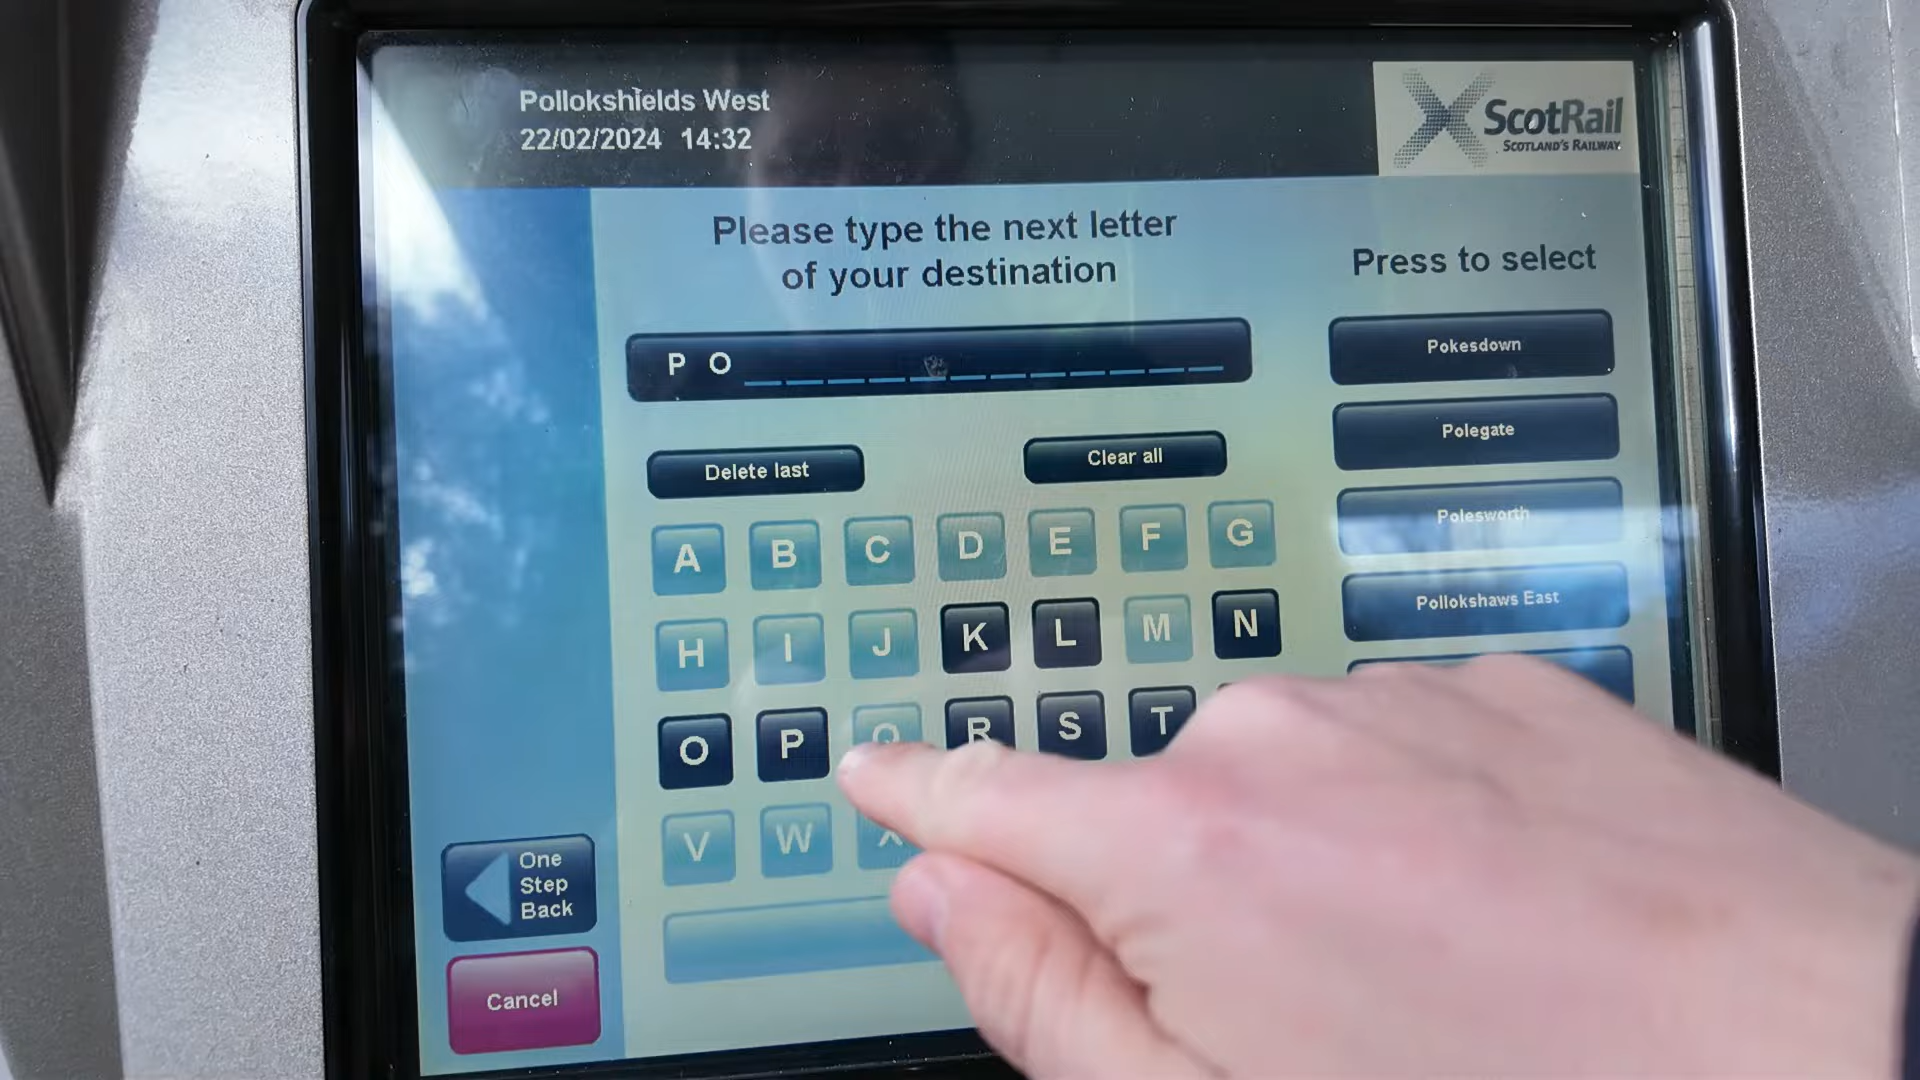 Pollokshields West
22/02/2024 14:32
ScotRail
SCOTLAND'S RAILWAY
Please type the next letter
of your destination
Press to select
P O
Pokesdown
Polegate
Polesworth
Pollokshaws East
Delete last
Clear all
A B C D E F G
H I J K L M N
O P Q R S T
V W X
One
Step
Back
Cancel